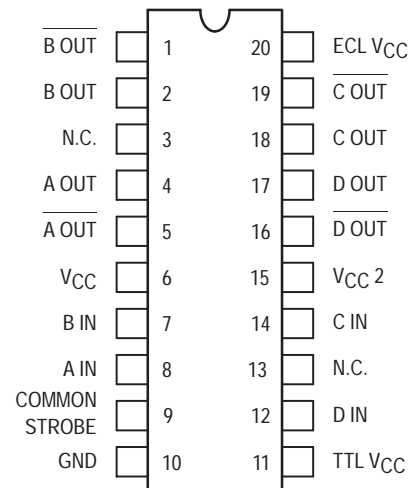 B OUT 1 20 ECL VCC
B OUT 2 19 C OUT
N.C. 3 18 C OUT
A OUT 4 17 D OUT
A OUT 5 16 D OUT
VCC 6 15 VCC 2
B IN 7 14 C IN
A IN 8 13 N.C.
COMMON
STROBE 9 12 D IN
GND 10 11 TTL VCC